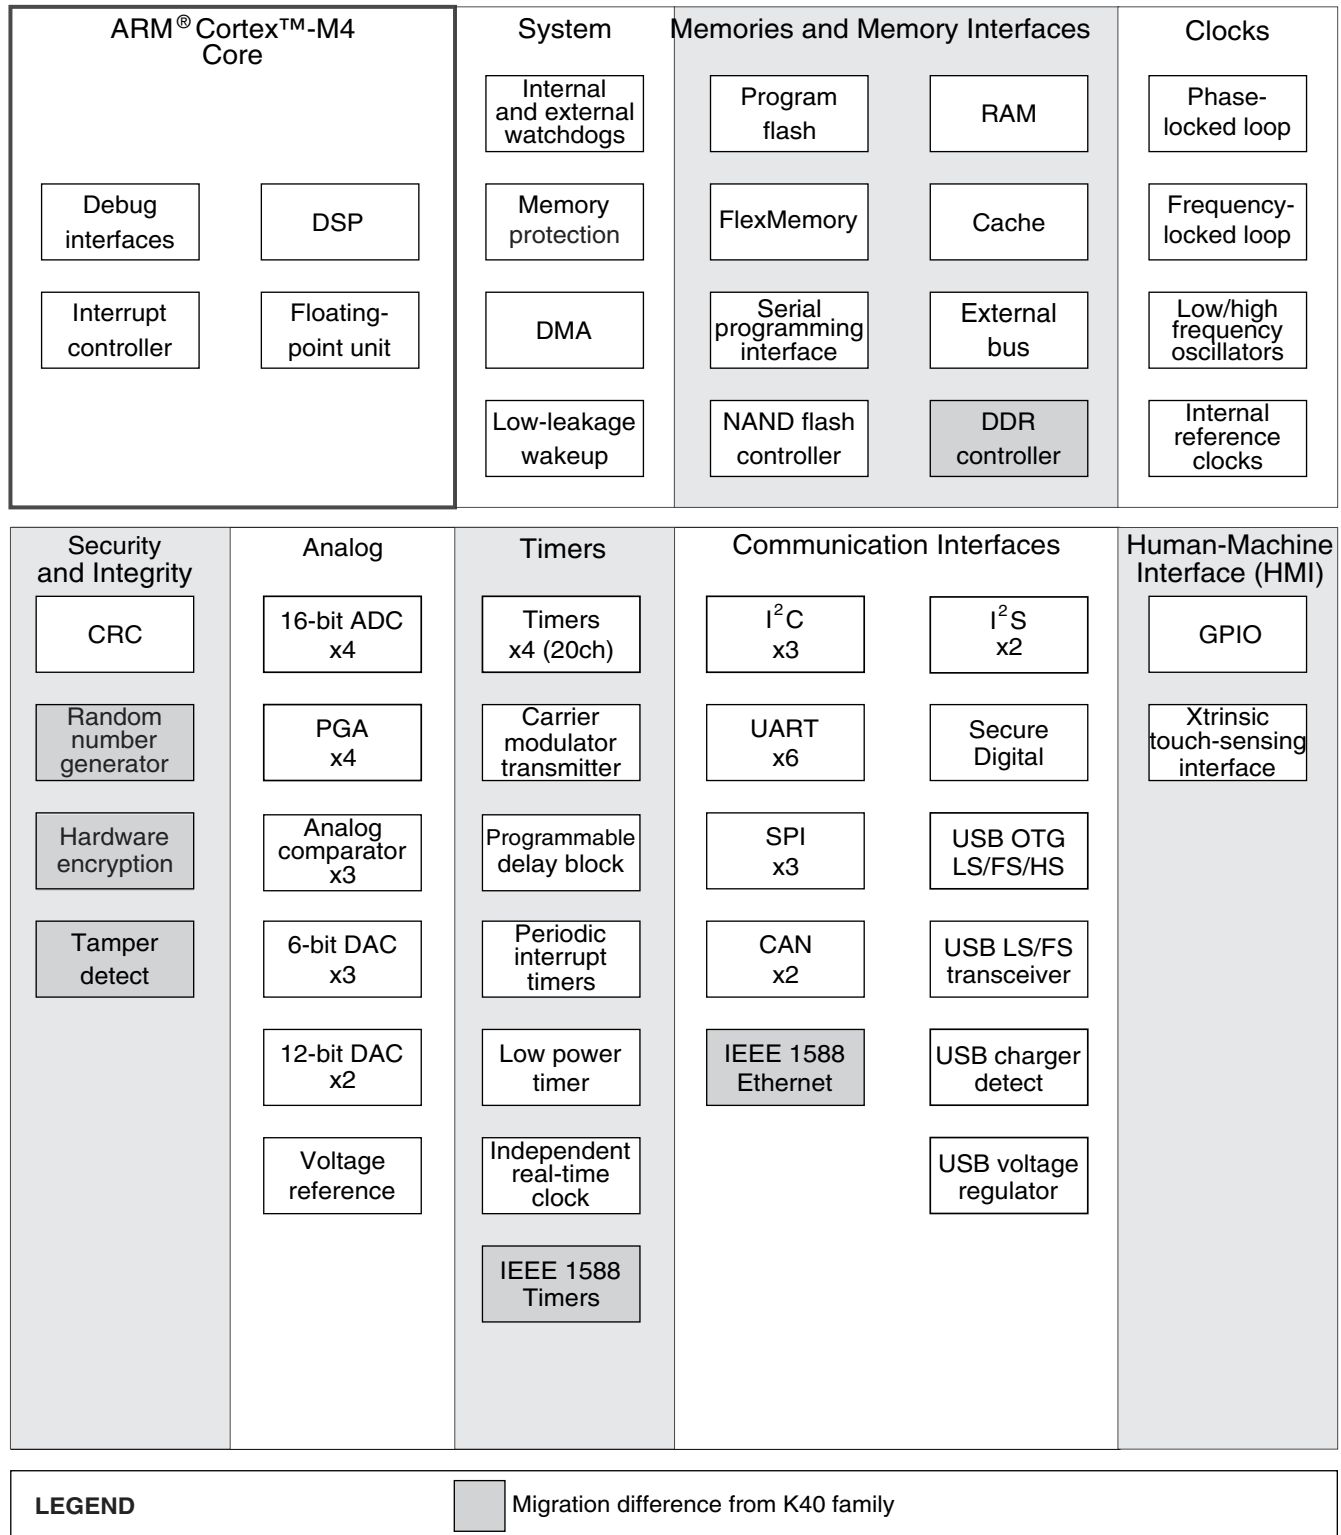 ARM® Cortex™-M4
Core
Debug
interfaces
DSP
Interrupt
controller
Floating-
point unit
System
Internal
and external
watchdogs
Memory
protection
DMA
Low-leakage
wakeup
Memories and Memory Interfaces
Program
flash
RAM
FlexMemory
Cache
Serial
programming
interface
External
bus
NAND flash
controller
DDR
controller
Clocks
Phase-
locked loop
Frequency-
locked loop
Low/high
frequency
oscillators
Internal
reference
clocks
Security
and Integrity
CRC
Random
number
generator
Hardware
encryption
Tamper
detect
Analog
16-bit ADC
x4
PGA
x4
Analog
comparator
x3
6-bit DAC
x3
12-bit DAC
x2
Voltage
reference
Timers
Timers
x4 (20ch)
Carrier
modulator
transmitter
Programmable
delay block
Periodic
interrupt
timers
Low power
timer
Independent
real-time
clock
IEEE 1588
Timers
Communication Interfaces
I²C
x3
I²S
x2
UART
x6
Secure
Digital
SPI
x3
USB OTG
LS/FS/HS
CAN
x2
USB LS/FS
transceiver
IEEE 1588
Ethernet
USB charger
detect
USB voltage
regulator
Human-Machine
Interface (HMI)
GPIO
Xtrinsic
touch-sensing
interface
LEGEND
Migration difference from K40 family